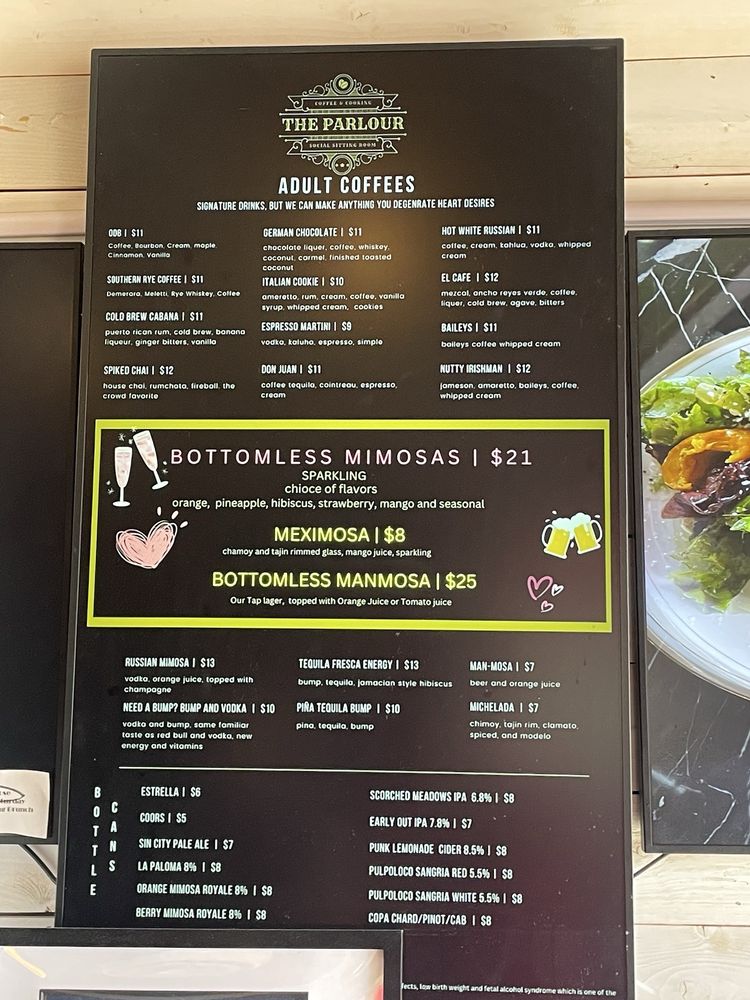 COFFEE & COOKING
THE PARLOUR
SOCIAL SITTING ROOM
ADULT COFFEES
SIGNATURE DRINKS, BUT WE CAN MAKE ANYTHING YOU DEGENRATE HEART DESIRES
ODB | $11
Coffee, Bourbon, Cream, maple,
Cinnamon, Vanilla
SOUTHERN RYE COFFEE | $11
Demerara, Meletti, Rye Whiskey, Coffee
COLD BREW CABANA | $11
puerto rican rum, cold brew, banana
liqueur, ginger bitters, vanilla
SPIKED CHAI | $12
house chai, rumchata, fireball. the
crowd favorite
GERMAN CHOCOLATE | $11
chocolate liquer, coffee, whiskey,
coconut, carmel, finished toasted
coconut
ITALIAN COOKIE | $10
ameretto, rum, cream, coffee, vanilla
syrup, whipped cream, cookies
ESPRESSO MARTINI | $9
vodka, kaluha, espresso, simple
DON JUAN | $11
coffee tequila, cointreau, espresso,
cream
HOT WHITE RUSSIAN | $11
coffee, cream, kahlua, vodka, whipped
cream
EL CAFE | $12
mezcal, ancho reyes verde, coffee,
liquer, cold brew, agave, bitters
BAILEYS | $11
baileys coffee whipped cream
NUTTY IRISHMAN | $12
jameson, amaretto, baileys, coffee,
whipped cream
BOTTOMLESS MIMOSAS | $21
SPARKLING
chioce of flavors
orange, pineapple, hibiscus, strawberry, mango and seasonal
MEXIMOSA | $8
chamoy and tajin rimmed glass, mango juice, sparkling
BOTTOMLESS MANMOSA | $25
Our Tap lager, topped with Orange Juice or Tomato juice
RUSSIAN MIMOSA | $13
vodka, orange juice, topped with
champagne
NEED A BUMP? BUMP AND VODKA | $10
vodka and bump, same familiar
taste as red bull and vodka, new
energy and vitamins
TEQUILA FRESCA ENERGY | $13
bump, tequila, jamacian style hibiscus
PIÑA TEQUILA BUMP | $10
pina, tequila, bump
MAN-MOSA | $7
beer and orange juice
MICHELADA | $7
chimoy, tajin rim, clamato,
spiced, and modelo
BOTTLE
CANS
ESTRELLA | $6
COORS | $5
SIN CITY PALE ALE | $7
LA PALOMA 8% | $8
ORANGE MIMOSA ROYALE 8% | $8
BERRY MIMOSA ROYALE 8% | $8
SCORCHED MEADOWS IPA 6.8% | $8
EARLY OUT IPA 7.8% | $7
PUNK LEMONADE CIDER 8.5% | $8
PULPOLOCO SANGRIA RED 5.5% | $8
PULPOLOCO SANGRIA WHITE 5.5% | $8
COPA CHARD/PINOT/CAB | $8
fects, low birth weight and fetal alcohol syndrome which is one of the